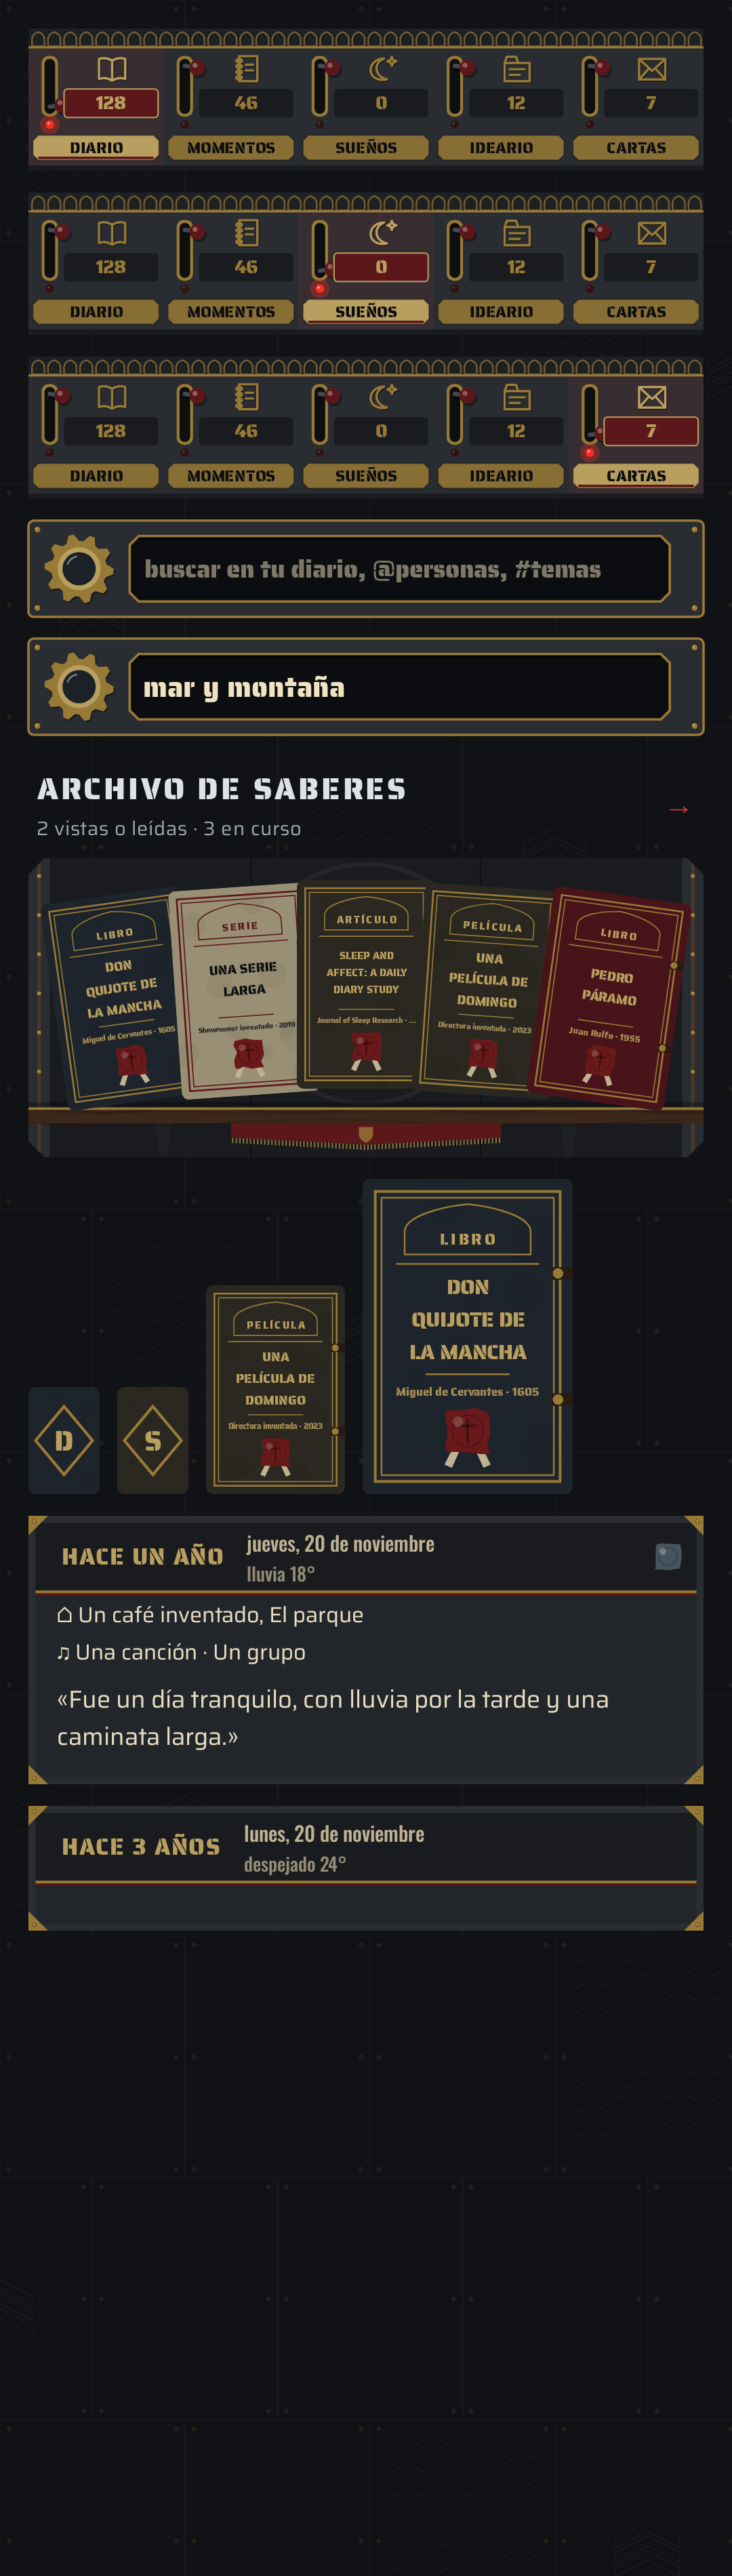 128 46 0 12 7
DIARIO MOMENTOS SUEÑOS IDEARIO CARTAS
128 46 0 12 7
DIARIO MOMENTOS SUEÑOS IDEARIO CARTAS
128 46 0 12 7
DIARIO MOMENTOS SUEÑOS IDEARIO CARTAS
buscar en tu diario, @personas, #temas
mar y montaña
ARCHIVO DE SABERES
→
2 vistas o leídas · 3 en curso
LIBRO
DON
QUIJOTE DE
LA MANCHA
Miguel de Cervantes · 1605
SERIE
UNA SERIE
LARGA
Showrunner inventada · 2019
ARTÍCULO
SLEEP AND
AFFECT: A DAILY
DIARY STUDY
Journal of Sleep Research · ...
PELÍCULA
UNA
PELÍCULA DE
DOMINGO
Directora inventada · 2023
LIBRO
PEDRO
PÁRAMO
Juan Rulfo · 1955
D
S
PELÍCULA
UNA
PELÍCULA DE
DOMINGO
Directora inventada · 2023
LIBRO
DON
QUIJOTE DE
LA MANCHA
Miguel de Cervantes · 1605
HACE UN AÑO
jueves, 20 de noviembre
lluvia 18°
⌂ Un café inventado, El parque
♫ Una canción · Un grupo
«Fue un día tranquilo, con lluvia por la tarde y una
caminata larga.»
HACE 3 AÑOS
lunes, 20 de noviembre
despejado 24°